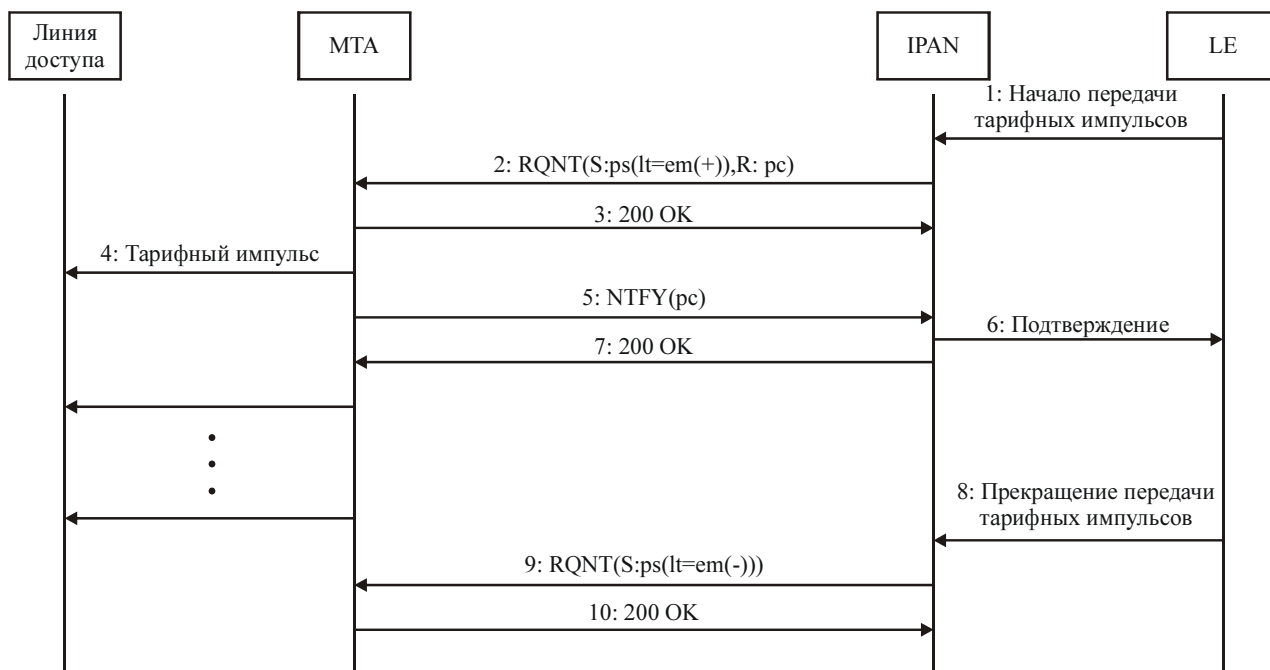 Линия
доступа
MTA
IPAN
LE
1: Начало передачи
тарифных импульсов
2: RQNT(S:ps(lt=em(+)),R: pc)
3: 200 OK
4: Тарифный импульс
5: NTFY(pc)
6: Подтверждение
7: 200 OK
8: Прекращение передачи
тарифных импульсов
9: RQNT(S:ps(lt=em(-)))
10: 200 OK